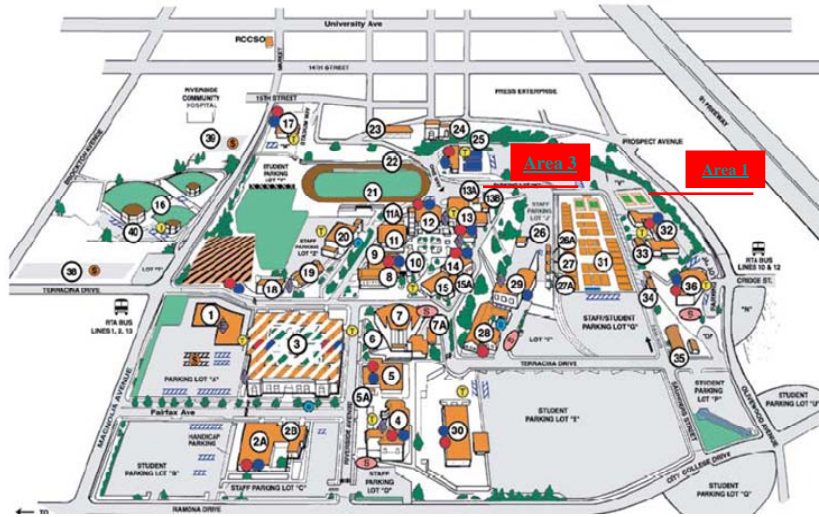 University Ave
RCCSO
MARKET
14TH STREET
RIVERSIDE
COMMUNITY
HOSPITAL
PRESS ENTERPRISE
15TH STREET
91 FREEWAY
BROCKTON AVENUE
17
23
24
39
S
PROSPECT AVENUE
25
Area 3
Area 1
STUDENT
PARKING
LOT "Y"
22
21
13A
13B
16
11A
12
13
STAFF
PARKING
LOT "J"
26
40
20
11
32
STAFF
PARKING
LOT "Z"
9
10
14
26A
33
38
S
29
27
31
RTA BUS
LINES 10 & 12
TERRACINA DRIVE
19
18
8
15
15A
27A
34
36
CRIDGE ST.
RTA BUS
LINES 1, 2, 13
1
3
7
7A
28
STAFF/STUDENT
PARKING LOT "G"
"N"
6
LOT "F"
35
"O"
PARKING LOT "A"
5
TERRACINA DRIVE
STUDENT
PARKING
LOT "P"
MAGNOLIA AVENUE
Fairfax Ave
5A
4
STUDENT
PARKING LOT "E"
SAUNDERS STREET
OLIVEWOOD AVENUE
STUDENT
PARKING LOT "U"
HANDICAP
PARKING
2A
2B
30
RIVERSIDE AVENUE
STUDENT
PARKING LOT "B"
STAFF PARKING LOT "C"
STAFF
PARKING
LOT "D"
CITY COLLEGE DRIVE
STUDENT
PARKING LOT "Q"
RAMONA DRIVE
TO